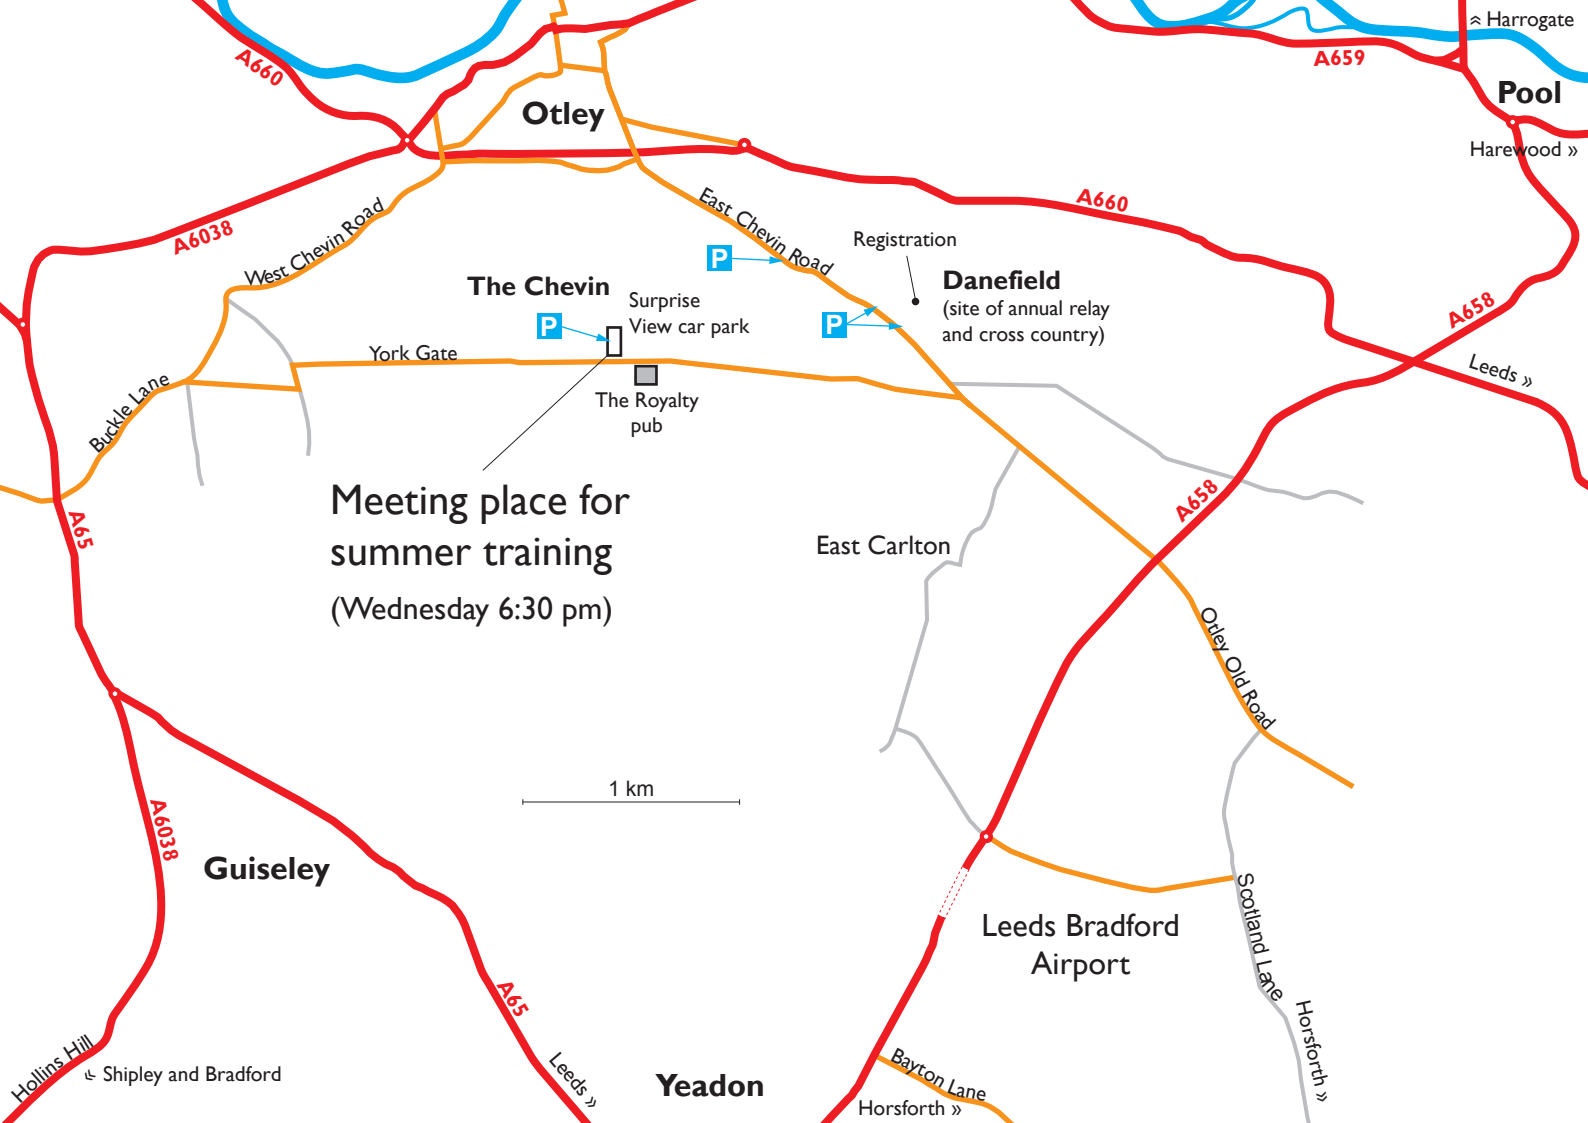 « Harrogate
A660
A659
Pool
Otley
Harewood »
A6038
West Chevin Road
East Chevin Road
A660
Registration
P
The Chevin
Danefield
(site of annual relay
and cross country)
Surprise
View car park
P
P
A658
York Gate
Leeds »
Buckle Lane
The Royalty
pub
Meeting place for
summer training
(Wednesday 6:30 pm)
A65
A658
East Carlton
Otley Old Road
1 km
A6038
Guiseley
Scotland Lane
Leeds Bradford
Airport
A65
Horsforth »
Hollins Hill
« Shipley and Bradford
Leeds »
Yeadon
Bayton Lane
Horsforth »